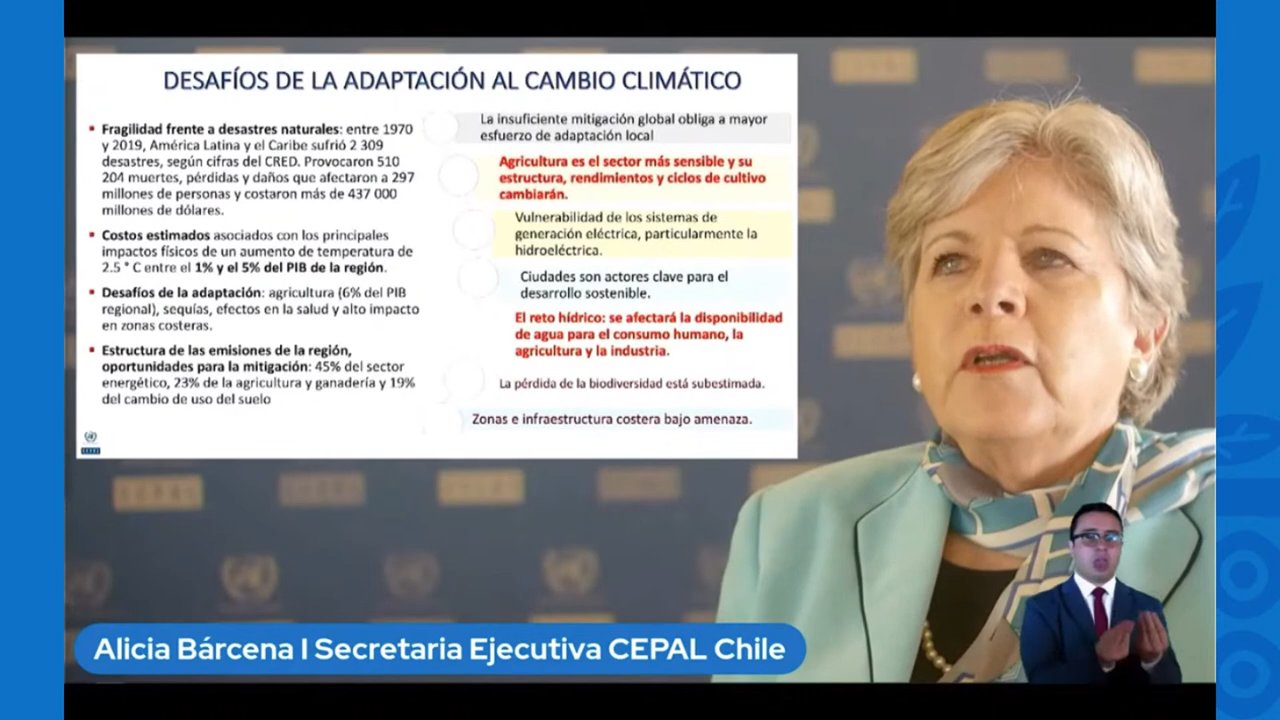 DESAFÍOS DE LA ADAPTACIÓN AL CAMBIO CLIMÁTICO
Fragilidad frente a desastres naturales: entre 1970
y 2019, América Latina y el Caribe sufrió 2 309
desastres, según cifras del CRED. Provocaron 510
204 muertes, pérdidas y daños que afectaron a 297
millones de personas y costaron más de 437 000
millones de dólares.
Costos estimados asociados con los principales
impactos físicos de un aumento de temperatura de
2.5 ° C entre el 1% y el 5% del PIB de la región.
Desafíos de la adaptación: agricultura (6% del PIB
regional), sequías, efectos en la salud y alto impacto
en zonas costeras.
Estructura de las emisiones de la región,
oportunidades para la mitigación: 45% del sector
energético, 23% de la agricultura y ganadería y 19%
del cambio de uso del suelo
La insuficiente mitigación global obliga a mayor
esfuerzo de adaptación local
Agricultura es el sector más sensible y su
estructura, rendimientos y ciclos de cultivo
cambiarán.
Vulnerabilidad de los sistemas de
generación eléctrica, particularmente la
hidroeléctrica.
Ciudades son actores clave para el
desarrollo sostenible.
El reto hídrico: se afectará la disponibilidad
de agua para el consumo humano, la
agricultura y la industria.
La pérdida de la biodiversidad está subestimada.
Zonas e infraestructura costera bajo amenaza.
Alicia Bárcena I Secretaria Ejecutiva CEPAL Chile